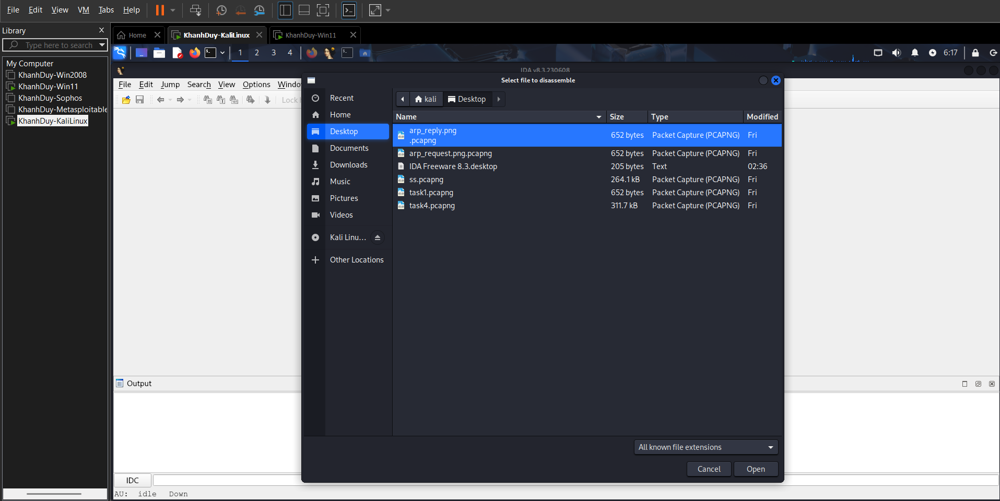 File Edit View VM Tabs Help
Library
Type here to search
My Computer
KhanhDuy-Win2008
KhanhDuy-Win11
KhanhDuy-Sophos
KhanhDuy-Metasploitable
KhanhDuy-KaliLinux
Home KhanhDuy-KaliLinux KhanhDuy-Win11
1 2 3 4 6:17
IDA v8.3.230608
File Edit Jump Search View Options Windo
Lock
Select file to disassemble
Recent
Home
Desktop
Documents
Downloads
Music
Pictures
Videos
Kali Linu...
Other Locations
kali Desktop
Name Size Type Modified
arp_reply.png
.pcapng 652 bytes Packet Capture (PCAPNG) Fri
arp_request.png.pcapng 652 bytes Packet Capture (PCAPNG) Fri
IDA Freeware 8.3.desktop 205 bytes Text 02:36
ss.pcapng 264.1 kB Packet Capture (PCAPNG) Fri
task1.pcapng 652 bytes Packet Capture (PCAPNG) Fri
task4.pcapng 311.7 kB Packet Capture (PCAPNG) Fri
All known file extensions
Cancel Open
Output
IDC
AU: idle Down